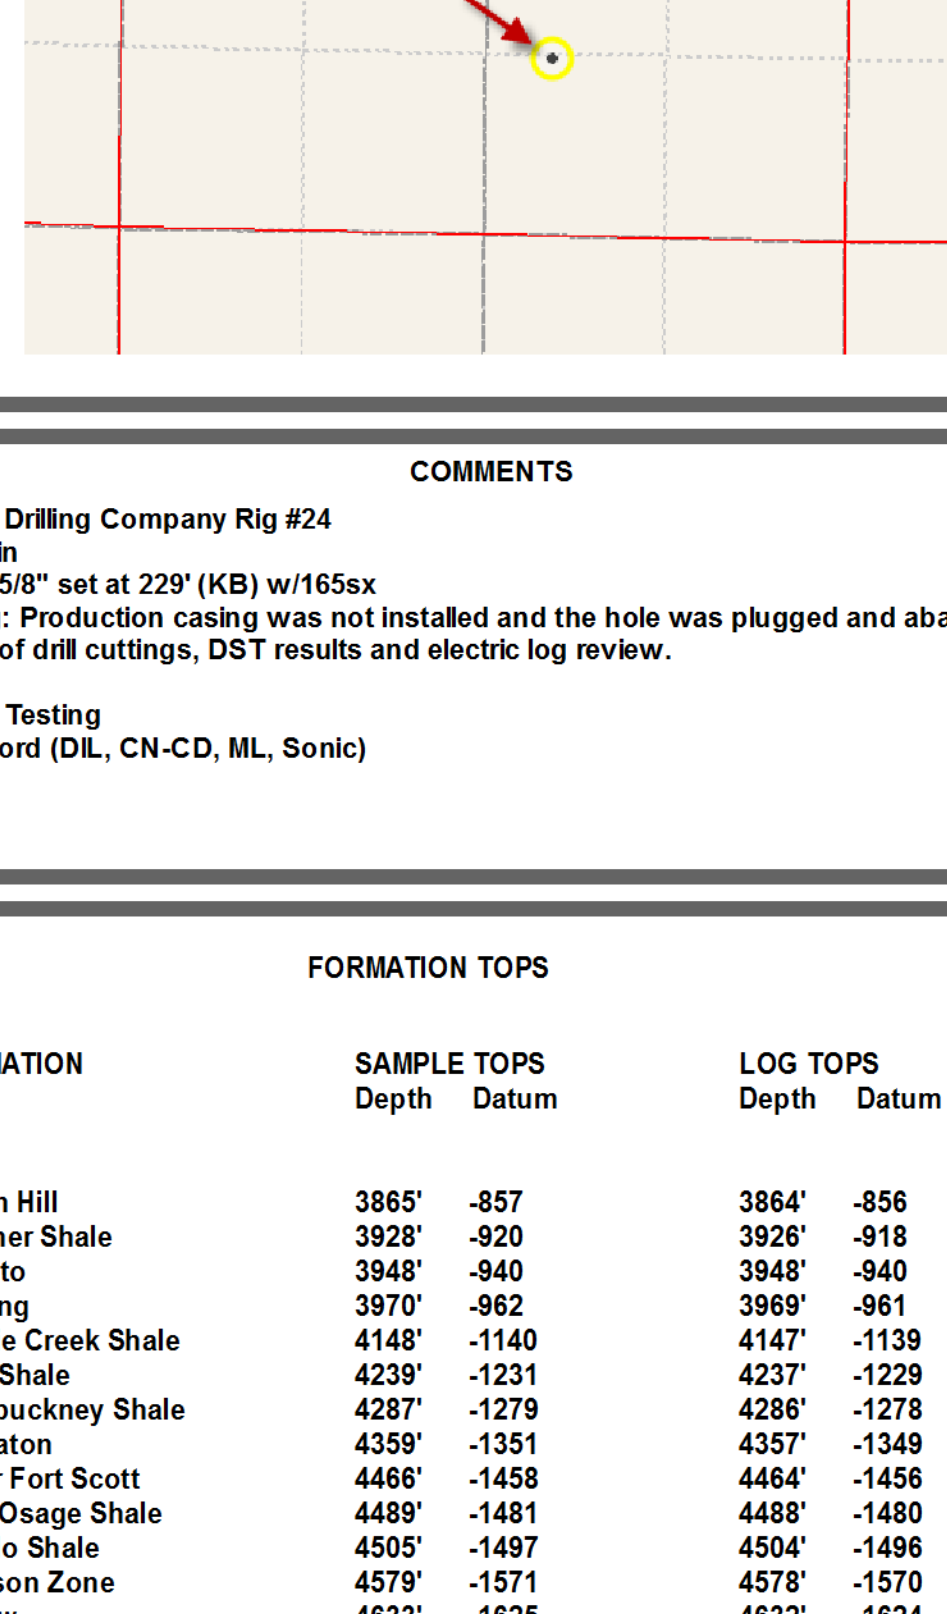 COMMENTS
Drilling Company Rig #24
in
5/8" set at 229' (KB) w/165sx
: Production casing was not installed and the hole was plugged and aba
of drill cuttings, DST results and electric log review.
Testing
ord (DIL, CN-CD, ML, Sonic)
FORMATION TOPS
ATION SAMPLE TOPS LOG TOPS
Depth Datum Depth Datum
Hill 3865' -857 3864' -856
ner Shale 3928' -920 3926' -918
to 3948' -940 3948' -940
ng 3970' -962 3969' -961
e Creek Shale 4148' -1140 4147' -1139
Shale 4239' -1231 4237' -1229
buckney Shale 4287' -1279 4286' -1278
aton 4359' -1351 4357' -1349
Fort Scott 4466' -1458 4464' -1456
Osage Shale 4489' -1481 4488' -1480
o Shale 4505' -1497 4504' -1496
son Zone 4579' -1571 4578' -1570
4633' -1625 4632' -1624